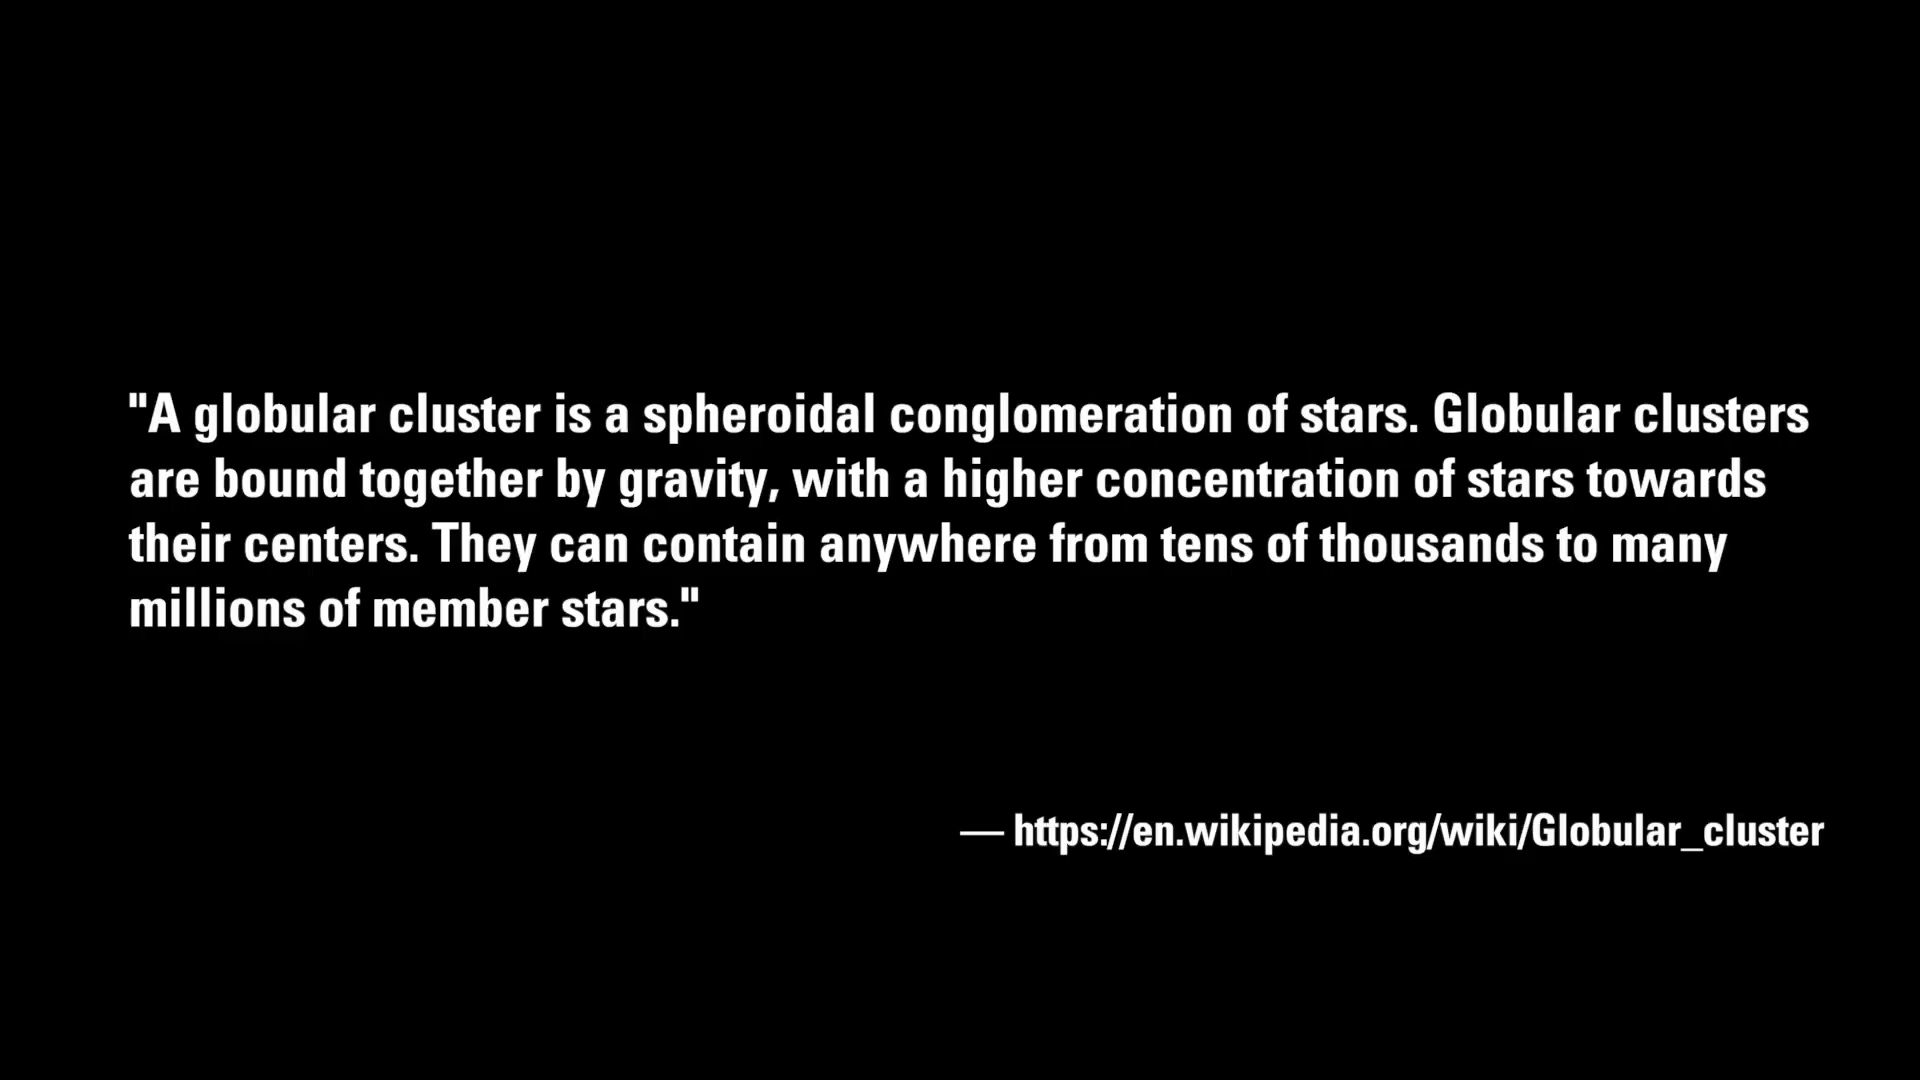 "A globular cluster is a spheroidal conglomeration of stars. Globular clusters
are bound together by gravity, with a higher concentration of stars towards
their centers. They can contain anywhere from tens of thousands to many
millions of member stars."
— https://en.wikipedia.org/wiki/Globular_cluster